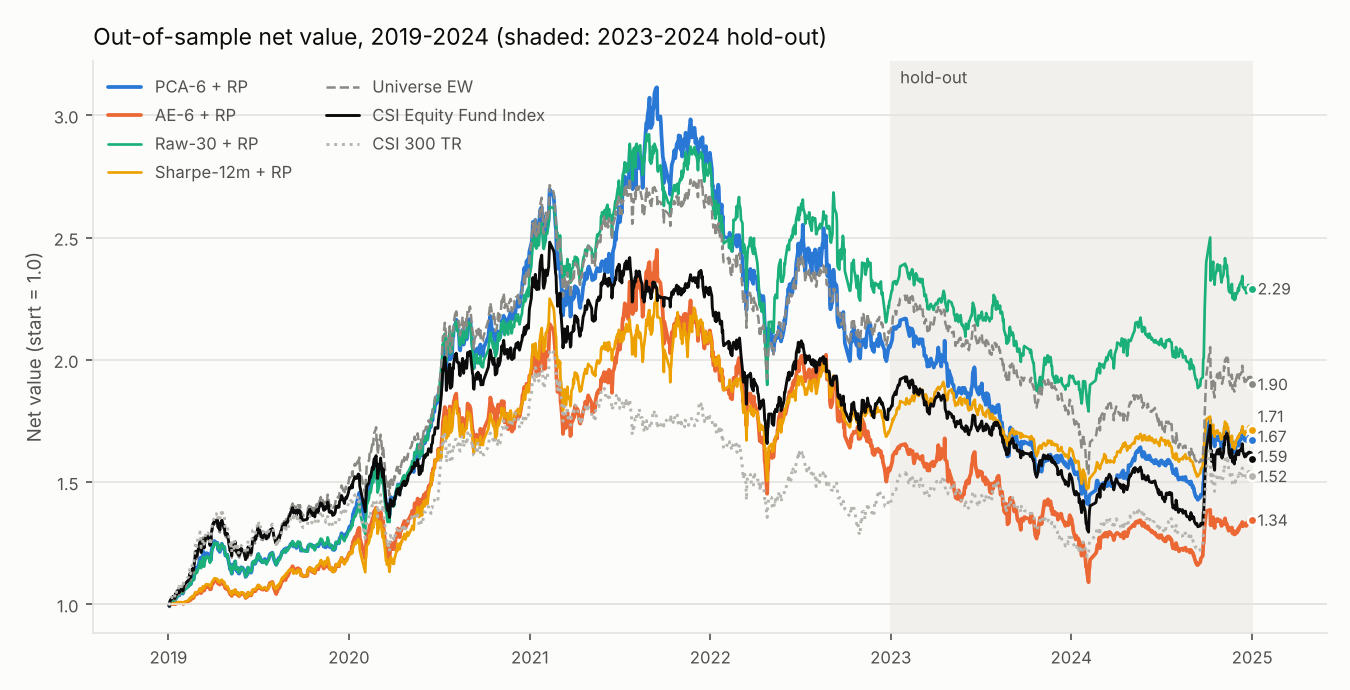 Out-of-sample net value, 2019-2024 (shaded: 2023-2024 hold-out)
PCA-6 + RP
AE-6 + RP
Raw-30 + RP
Sharpe-12m + RP
Universe EW
CSI Equity Fund Index
CSI 300 TR
hold-out
Net value (start = 1.0)
3.0
2.5
2.0
1.5
1.0
2.29
1.90
1.71
1.67
1.59
1.52
1.34
2019
2020
2021
2022
2023
2024
2025